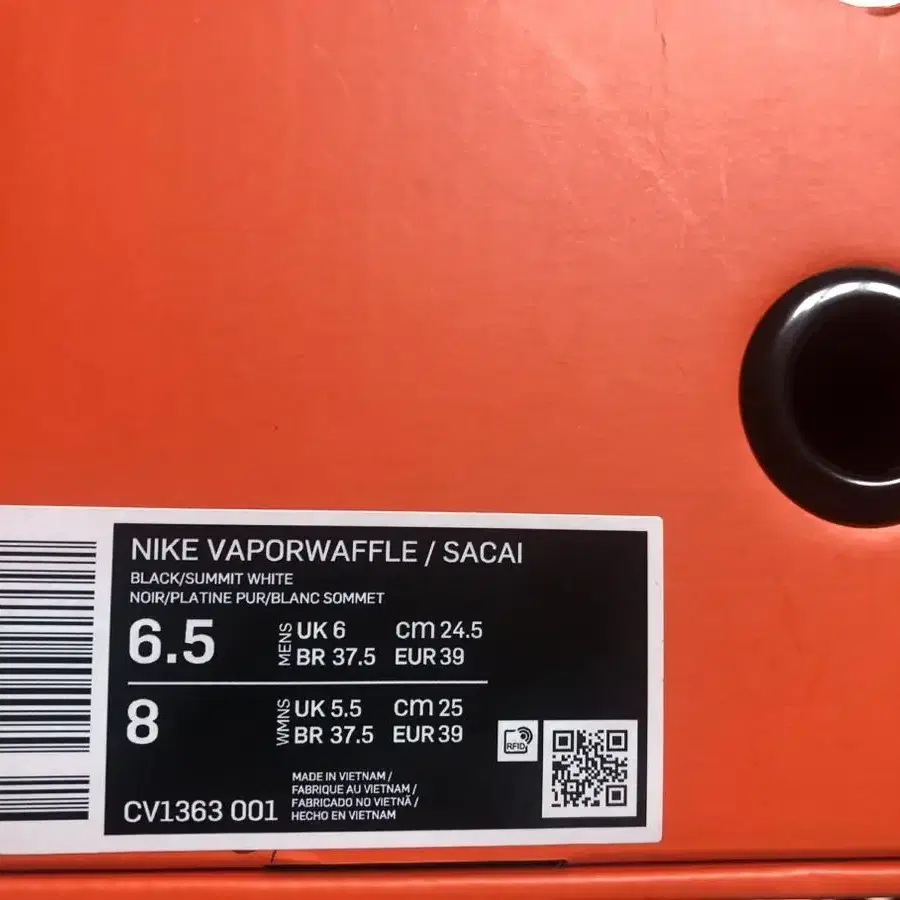 NIKE VAPORWAFFLE / SACAI
BLACK/SUMMIT WHITE
NOIR/PLATINE PUR/BLANC SOMMET
6.5 MENS UK 6 cm 24.5
BR 37.5 EUR 39
8 WMNS UK 5.5 cm 25
BR 37.5 EUR 39
RFID
MADE IN VIETNAM /
FABRIQUE AU VIETNAM /
FABRICADO NO VIETNÃ /
HECHO EN VIETNAM
CV1363 001